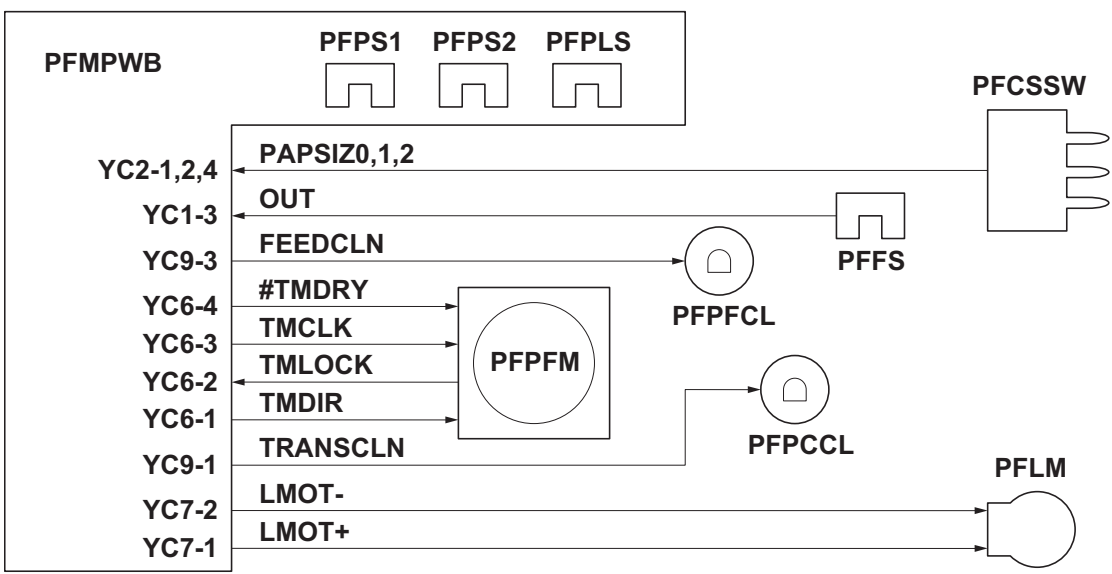 PFMPWB
PFPS1 PFPS2 PFPLS
PFCSSW
YC2-1,2,4 PAPSIZ0,1,2
YC1-3 OUT
PFFS
YC9-3 FEEDCLN
PFPFCL
YC6-4 #TMDRY
YC6-3 TMCLK
PFPFM
YC6-2 TMLOCK
YC6-1 TMDIR
PFPCCL
YC9-1 TRANSCLN
PFLM
YC7-2 LMOT-
YC7-1 LMOT+